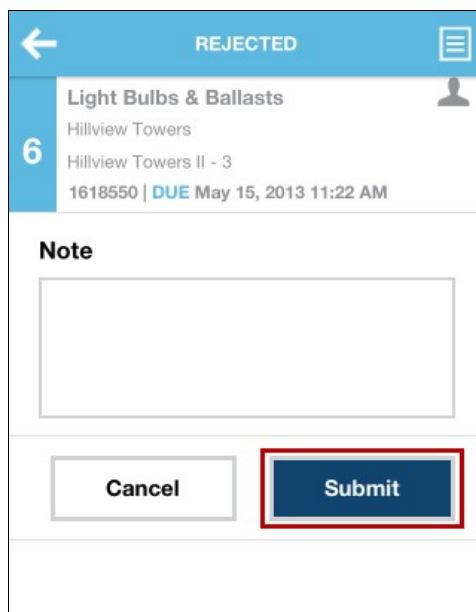 REJECTED
Light Bulbs & Ballasts
Hillview Towers
6
Hillview Towers II - 3
1618550 | DUE May 15, 2013 11:22 AM
Note
Cancel Submit